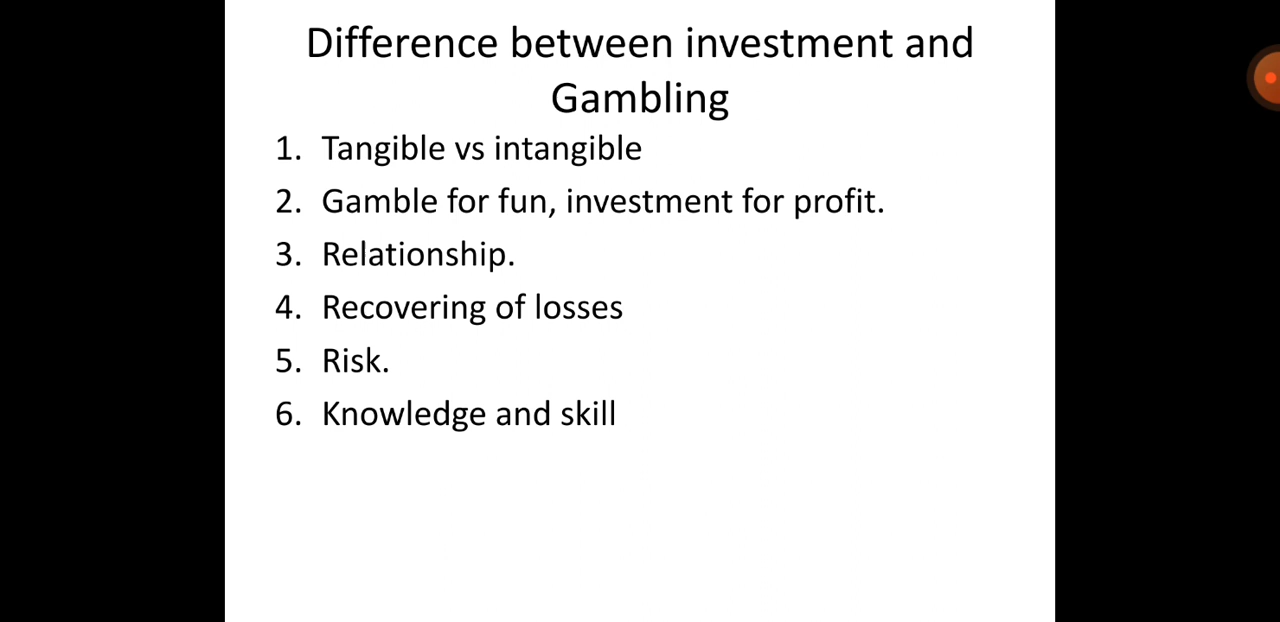 Difference between investment and
Gambling
1. Tangible vs intangible
2. Gamble for fun, investment for profit.
3. Relationship.
4. Recovering of losses
5. Risk.
6. Knowledge and skill